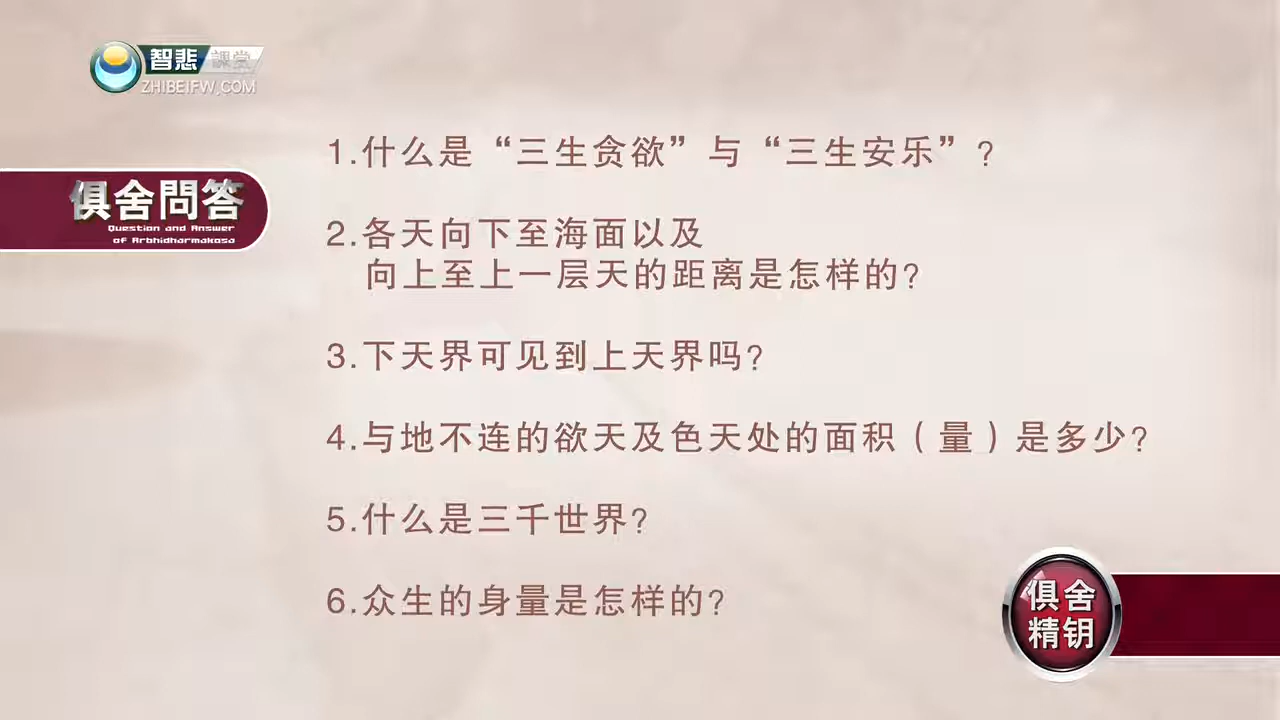 智悲課堂
ZHIBEIFW.COM
俱舍問答
Question and Answer
of Arbhidharmakosa
1.什么是“三生贪欲”与“三生安乐”?
2.各天向下至海面以及
向上至上一层天的距离是怎样的?
3.下天界可见到上天界吗?
4.与地不连的欲天及色天处的面积(量)是多少?
5.什么是三千世界?
6.众生的身量是怎样的?
俱舍
精钥